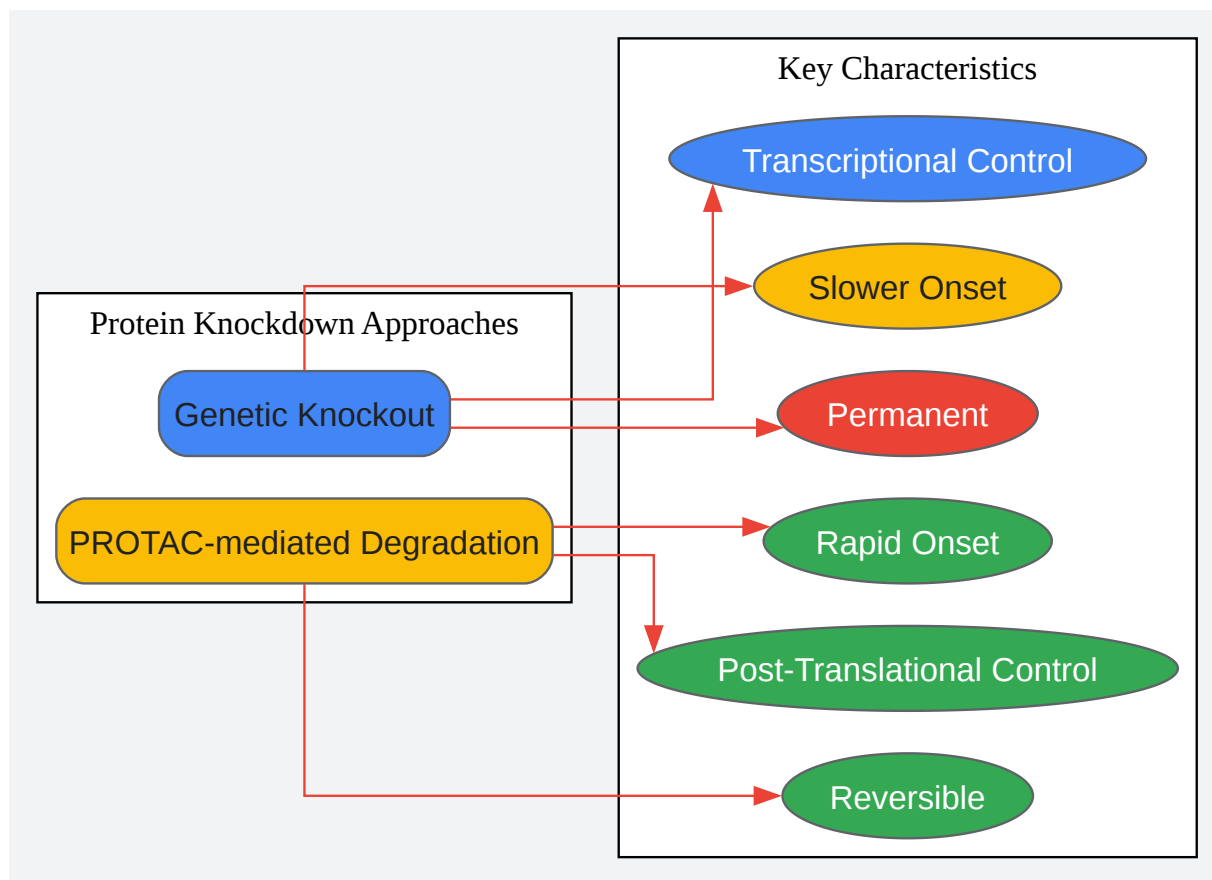 Protein Knockdown Approaches
Genetic Knockout
PROTAC-mediated Degradation
Key Characteristics
Transcriptional Control
Slower Onset
Permanent
Rapid Onset
Post-Translational Control
Reversible